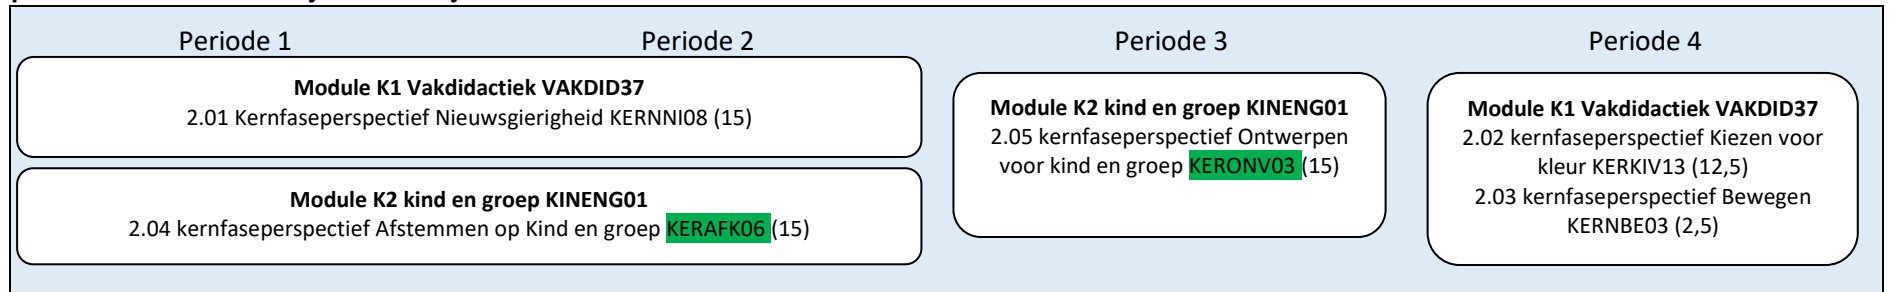 Periode 1
Periode 2
Periode 3
Periode 4
Module K1 Vakdidactiek VAKDID37
2.01 Kernfaseperspectief Nieuwsgierigheid KERNNI08 (15)
Module K2 kind en groep KINENG01
2.04 kernfaseperspectief Afstemmen op Kind en groep KERAFK06 (15)
Module K2 kind en groep KINENG01
2.05 kernfaseperspectief Ontwerpen
voor kind en groep KERONV03 (15)
Module K1 Vakdidactiek VAKDID37
2.02 kernfaseperspectief Kiezen voor
kleur KERKIV13 (12,5)
2.03 kernfaseperspectief Bewegen
KERNBE03 (2,5)